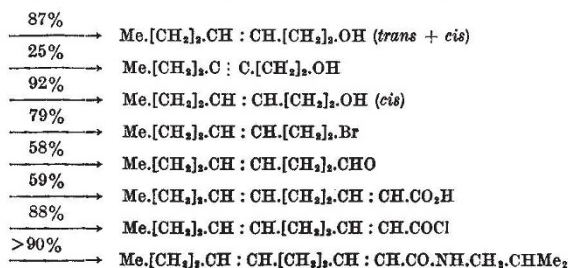 87% → Me.[CH₂]₂.CH : CH.[CH₂]₂.OH (trans + cis)
25% → Me.[CH₂]₂.C ⋮ C.[CH₂]₂.OH
92% → Me.[CH₂]₂.CH : CH.[CH₂]₂.OH (cis)
79% → Me.[CH₂]₂.CH : CH.[CH₂]₂.Br
58% → Me.[CH₂]₂.CH : CH.[CH₂]₂.CHO
59% → Me.[CH₂]₂.CH : CH.[CH₂]₂.CH : CH.CO₂H
88% → Me.[CH₂]₂.CH : CH.[CH₂]₂.CH : CH.COCl
>90% → Me.[CH₂]₂.CH : CH.[CH₂]₂.CH : CH.CO.NH.CH₂.CHMe₂